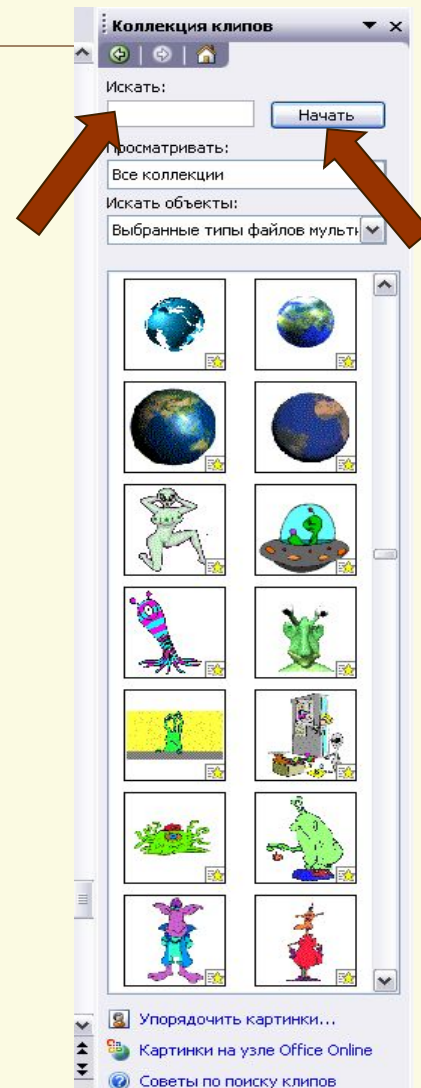 Коллекция клипов
Искать:
Начать
Просматривать:
Все коллекции
Искать объекты:
Выбранные типы файлов мульти
Упорядочить картинки...
Картинки на узле Office Online
Советы по поиску клипов